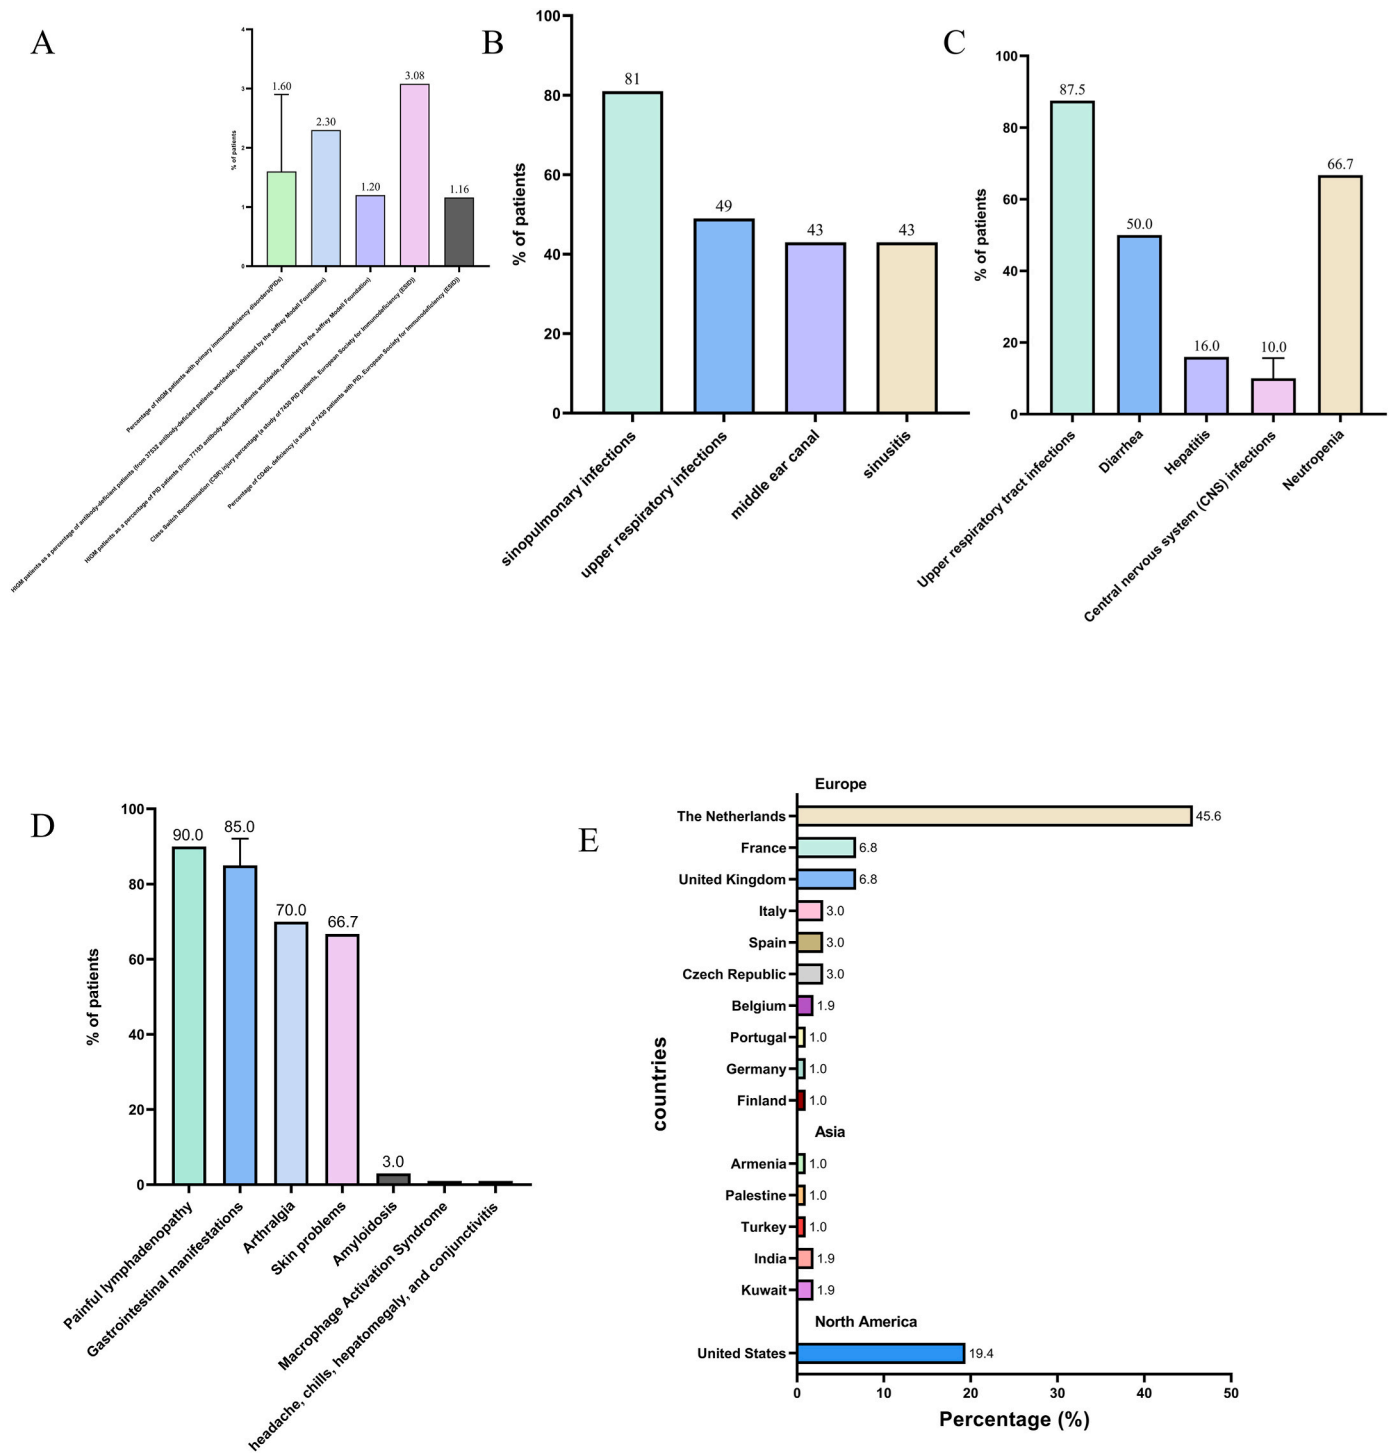 A
4
3
2
1
0
% of patients
1.60
2.30
1.20
3.08
1.16
Percentage of HIGM patients with primary immunodeficiency disorders(PIDs)
HIGM patients as a percentage of antibody-deficient patients (from 37532 antibody-deficient patients worldwide, published by the Jeffrey Modell Foundation)
HIGM patients as a percentage of PID patients (from 77193 antibody-deficient patients worldwide, published by the Jeffrey Modell Foundation)
Class Switch Recombination (CSR) injury percentage (a study of 7430 PID patients, European Society for Immunodeficiency (ESID))
Percentage of CD40L deficiency (a study of 7430 patients with PID, European Society for Immunodeficiency (ESID))
B
100
80
60
40
20
0
% of patients
81
49
43
43
sinopulmonary infections
upper respiratory infections
middle ear canal
sinusitis
C
100
80
60
40
20
0
% of patients
87.5
50.0
16.0
10.0
66.7
Upper respiratory tract infections
Diarrhea
Hepatitis
Central nervous system (CNS) infections
Neutropenia
D
100
80
60
40
20
0
% of patients
90.0
85.0
70.0
66.7
3.0
Painful lymphadenopathy
Gastrointestinal manifestations
Arthralgia
Skin problems
Amyloidosis
Macrophage Activation Syndrome
headache, chills, hepatomegaly, and conjunctivitis
E
countries
Europe
The Netherlands 45.6
France 6.8
United Kingdom 6.8
Italy 3.0
Spain 3.0
Czech Republic 3.0
Belgium 1.9
Portugal 1.0
Germany 1.0
Finland 1.0
Asia
Armenia 1.0
Palestine 1.0
Turkey 1.0
India 1.9
Kuwait 1.9
North America
United States 19.4
0 10 20 30 40 50
Percentage (%)